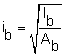 i_b = √(I_b / A_b)